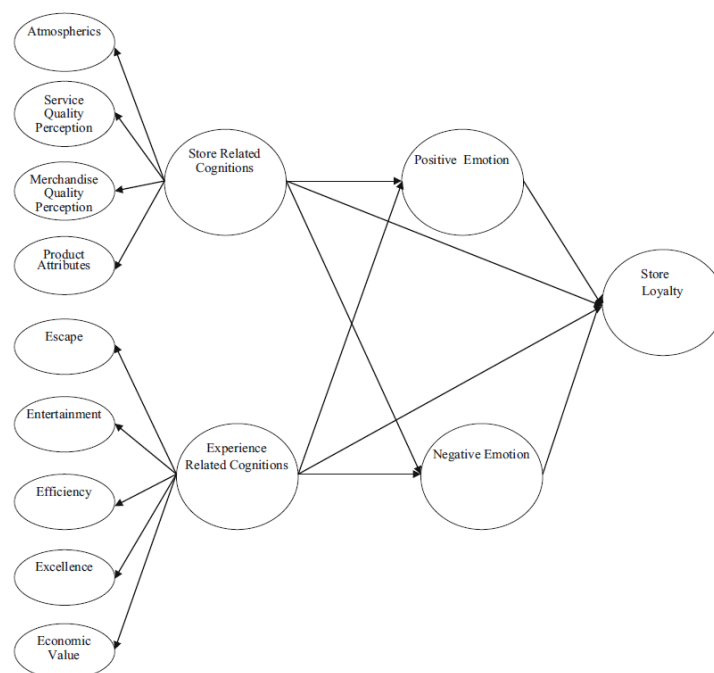 Atmospherics
Service
Quality
Perception
Merchandise
Quality
Perception
Product
Attributes
Store Related
Cognitions
Positive Emotion
Store
Loyalty
Escape
Entertainment
Efficiency
Excellence
Economic
Value
Experience
Related Cognitions
Negative Emotion